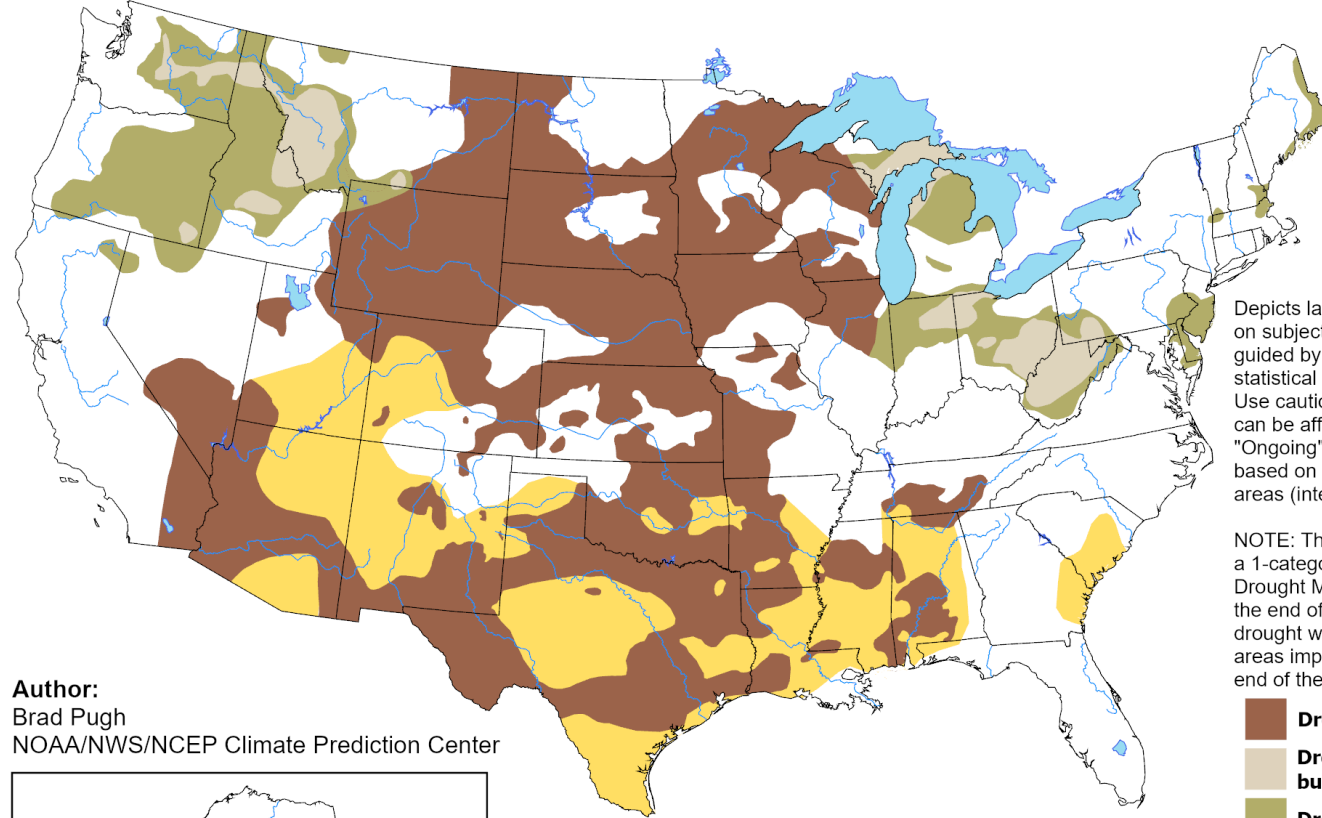 Depicts la
on subject
guided by
statistical
Use cautio
can be aff
"Ongoing"
based on
areas (inte
NOTE: Th
a 1-catego
Drought M
the end of
drought w
areas imp
end of the
Author:
Brad Pugh
NOAA/NWS/NCEP Climate Prediction Center
Dr
Dro
bu
Dr